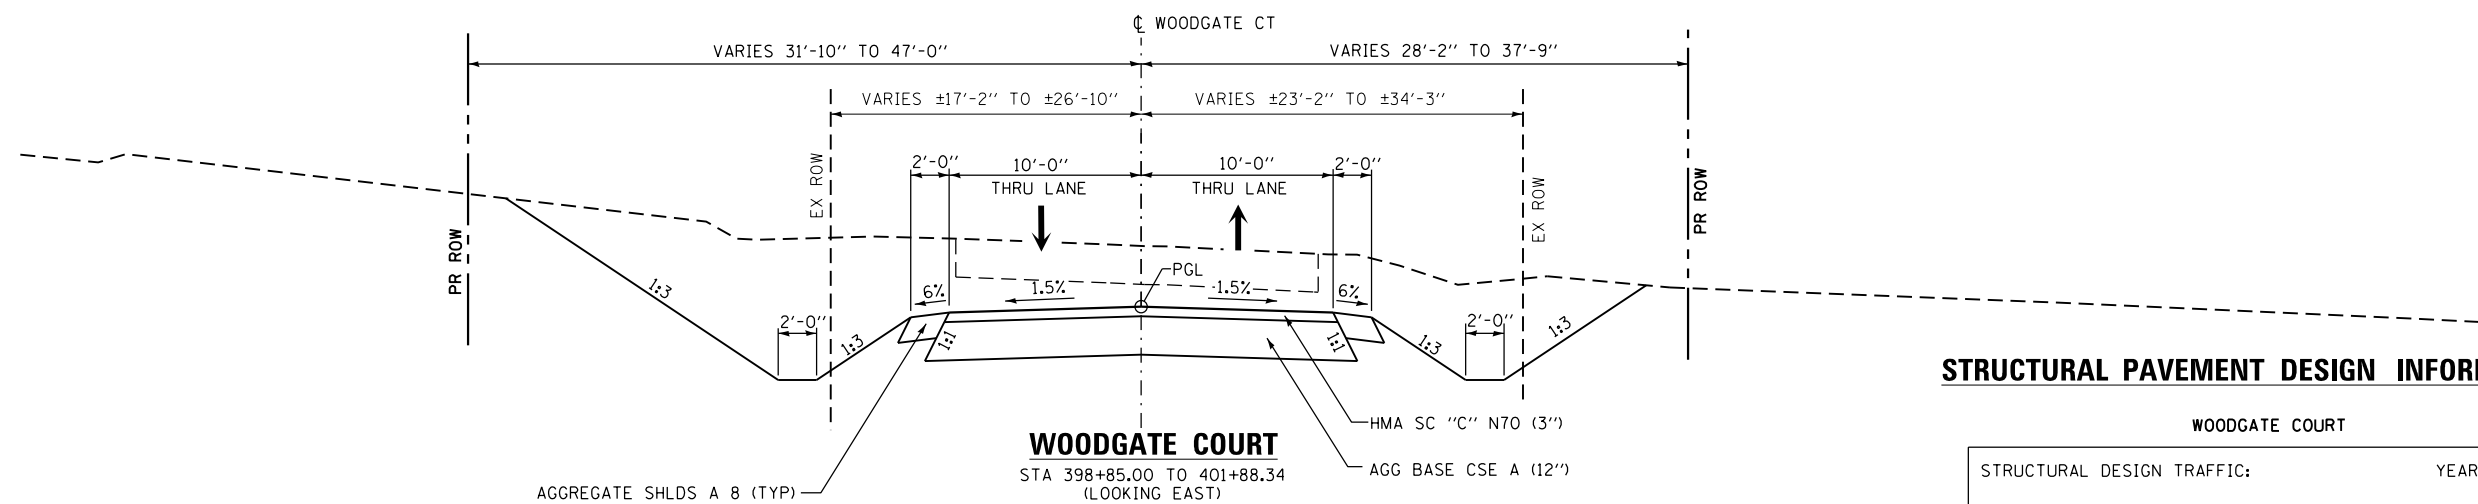 ℄ WOODGATE CT
VARIES 31'-10'' TO 47'-0''
VARIES 28'-2'' TO 37'-9''
VARIES ±17'-2'' TO ±26'-10''
VARIES ±23'-2'' TO ±34'-3''
2'-0''
10'-0''
10'-0''
2'-0''
THRU LANE
THRU LANE
EX ROW
EX ROW
PR ROW
PR ROW
PGL
1:3
6%
1.5%
1.5%
6%
2'-0''
1:3
1:1
1:1
1:3
2'-0''
1:3
STRUCTURAL PAVEMENT DESIGN INFOR
HMA SC "C" N70 (3'')
WOODGATE COURT
WOODGATE COURT
AGG BASE CSE A (12'')
STA 398+85.00 TO 401+88.34
(LOOKING EAST)
AGGREGATE SHLDS A 8 (TYP)
STRUCTURAL DESIGN TRAFFIC: YEAR